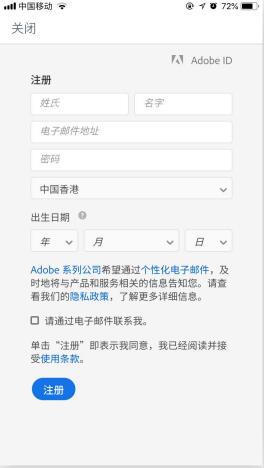 中国移动
72%
关闭
Adobe ID
注册
姓氏 名字
电子邮件地址
密码
中国香港
出生日期 ?
年 月 日
Adobe 系列公司希望通过个性化电子邮件，及
时地将与产品和服务相关的信息告知您。请查
看我们的隐私政策，了解更多详细信息。
请通过电子邮件联系我。
单击“注册”即表示我同意，我已经阅读并接
受使用条款。
注册